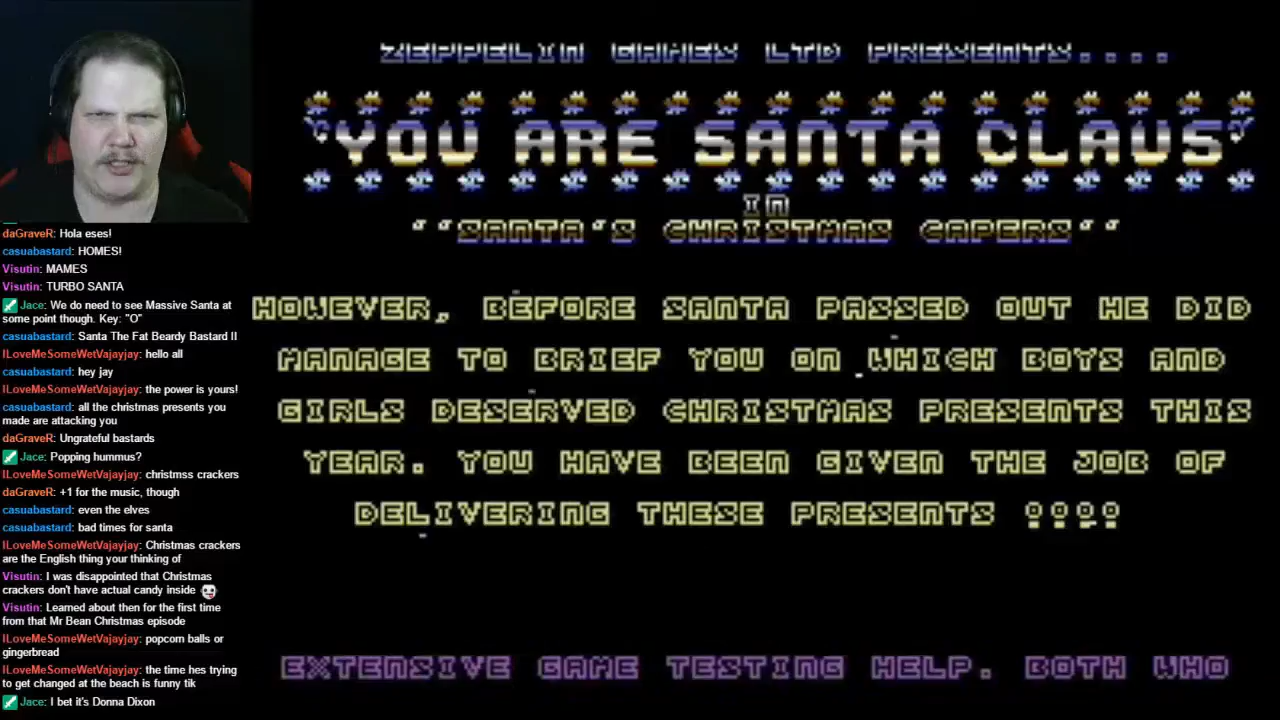 ZEPPELIN GAMES LTD PRESENTS....
"YOU ARE SANTA CLAUS"
IN
"SANTA'S CHRISTMAS CAPERS"
HOWEVER, BEFORE SANTA PASSED OUT HE DID
MANAGE TO BRIEF YOU ON WHICH BOYS AND
GIRLS DESERVED CHRISTMAS PRESENTS THIS
YEAR. YOU HAVE BEEN GIVEN THE JOB OF
DELIVERING THESE PRESENTS !!!!
EXTENSIVE GAME TESTING HELP. BOTH WHO
daGraveR: Hola eses!
casuabastard: HOMES!
Visutin: MAMES
Visutin: TURBO SANTA
Jace: We do need to see Massive Santa at
some point though. Key: "O"
casuabastard: Santa The Fat Beardy Bastard II
ILoveMeSomeWetVajayjay: hello all
casuabastard: hey jay
ILoveMeSomeWetVajayjay: the power is yours!
casuabastard: all the christmas presents you
made are attacking you
daGraveR: Ungrateful bastards
Jace: Popping hummus?
ILoveMeSomeWetVajayjay: christmss crackers
daGraveR: +1 for the music, though
casuabastard: even the elves
casuabastard: bad times for santa
ILoveMeSomeWetVajayjay: Christmas crackers
are the English thing your thinking of
Visutin: I was disappointed that Christmas
crackers don't have actual candy inside
Visutin: Learned about then for the first time
from that Mr Bean Christmas episode
ILoveMeSomeWetVajayjay: popcorn balls or
gingerbread
ILoveMeSomeWetVajayjay: the time hes trying
to get changed at the beach is funny tik
Jace: I bet it's Donna Dixon